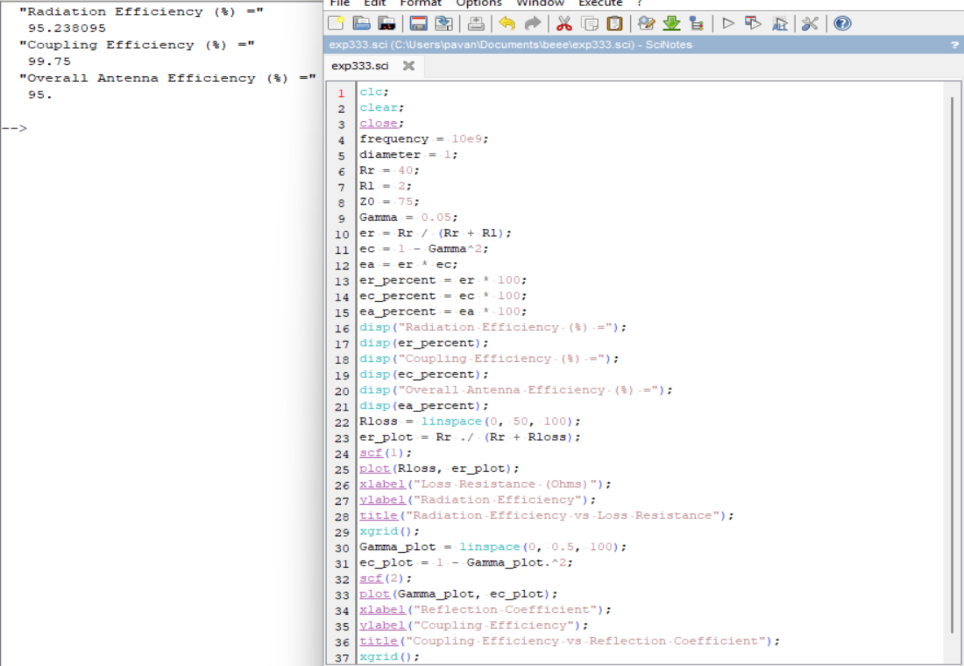 "Radiation Efficiency (%) ="
95.238095
"Coupling Efficiency (%) ="
99.75
"Overall Antenna Efficiency (%) ="
95.
-->
File Edit Format Options Window Execute ?
exp333.sci (C:\Users\pavan\Documents\beee\exp333.sci) - SciNotes ?
exp333.sci
1 clc;
2 clear;
3 close;
4 frequency = 10e9;
5 diameter = 1;
6 Rr = 40;
7 Rl = 2;
8 Z0 = 75;
9 Gamma = 0.05;
10 er = Rr / (Rr + Rl);
11 ec = 1 - Gamma^2;
12 ea = er * ec;
13 er_percent = er * 100;
14 ec_percent = ec * 100;
15 ea_percent = ea * 100;
16 disp("Radiation Efficiency (%) =");
17 disp(er_percent);
18 disp("Coupling Efficiency (%) =");
19 disp(ec_percent);
20 disp("Overall Antenna Efficiency (%) =");
21 disp(ea_percent);
22 Rloss = linspace(0, 50, 100);
23 er_plot = Rr ./ (Rr + Rloss);
24 scf(1);
25 plot(Rloss, er_plot);
26 xlabel("Loss Resistance (Ohms)");
27 ylabel("Radiation Efficiency");
28 title("Radiation Efficiency vs Loss Resistance");
29 xgrid();
30 Gamma_plot = linspace(0, 0.5, 100);
31 ec_plot = 1 - Gamma_plot.^2;
32 scf(2);
33 plot(Gamma_plot, ec_plot);
34 xlabel("Reflection Coefficient");
35 ylabel("Coupling Efficiency");
36 title("Coupling Efficiency vs Reflection Coefficient");
37 xgrid();